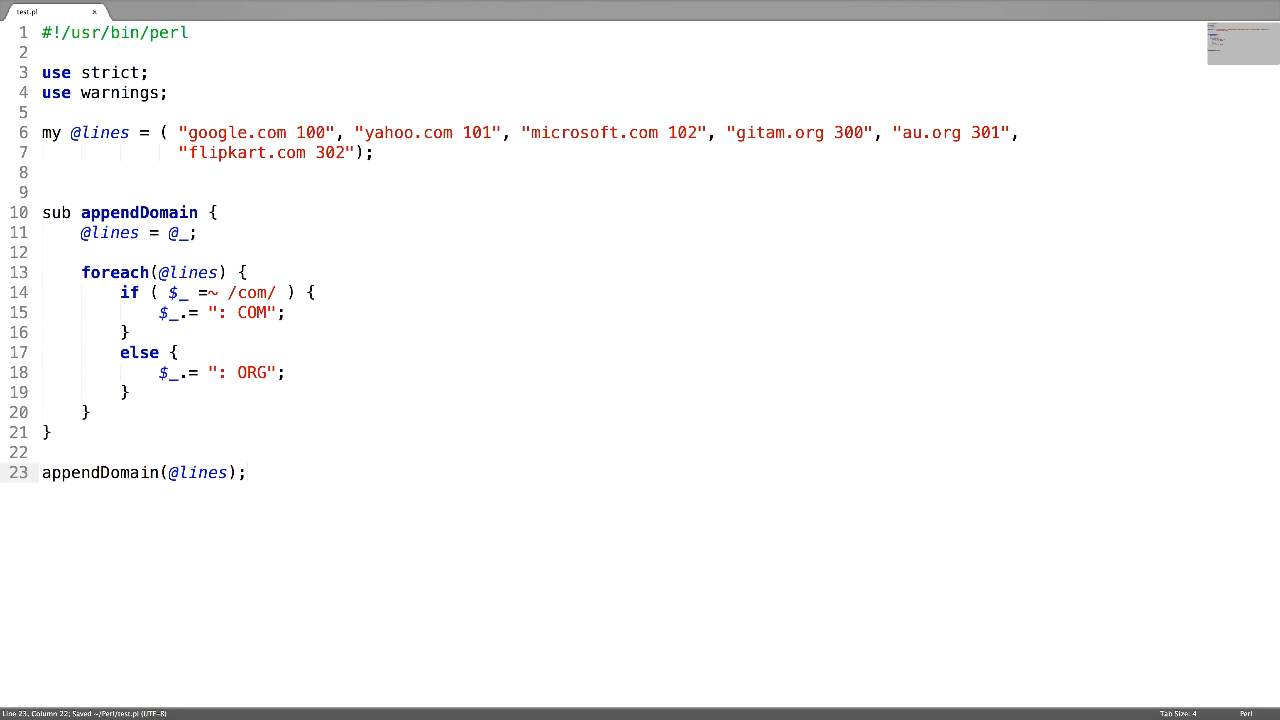 test.pl ×
1 #!/usr/bin/perl
2
3 use strict;
4 use warnings;
5
6 my @lines = ( "google.com 100", "yahoo.com 101", "microsoft.com 102", "gitam.org 300", "au.org 301",
7 "flipkart.com 302");
8
9
10 sub appendDomain {
11 @lines = @_;
12
13 foreach(@lines) {
14 if ( $_ =~ /com/ ) {
15 $_.= ": COM";
16 }
17 else {
18 $_.= ": ORG";
19 }
20 }
21 }
22
23 appendDomain(@lines);
Line 23, Column 22; Saved ~/Perl/test.pl (UTF-8) Tab Size: 4 Perl